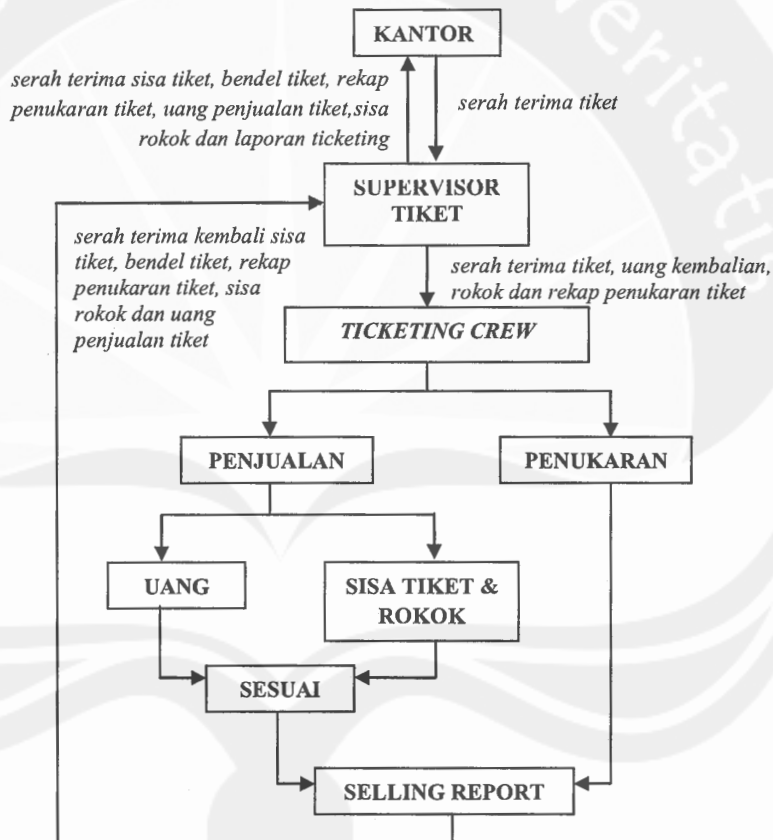 KANTOR
serah terima sisa tiket, bendel tiket, rekap
penukaran tiket, uang penjualan tiket,sisa
rokok dan laporan ticketing
serah terima tiket
SUPERVISOR
TIKET
serah terima kembali sisa
tiket, bendel tiket, rekap
penukaran tiket, sisa
rokok dan uang
penjualan tiket
serah terima tiket, uang kembalian,
rokok dan rekap penukaran tiket
TICKETING CREW
PENJUALAN
PENUKARAN
UANG
SISA TIKET &
ROKOK
SESUAI
SELLING REPORT
veritatis